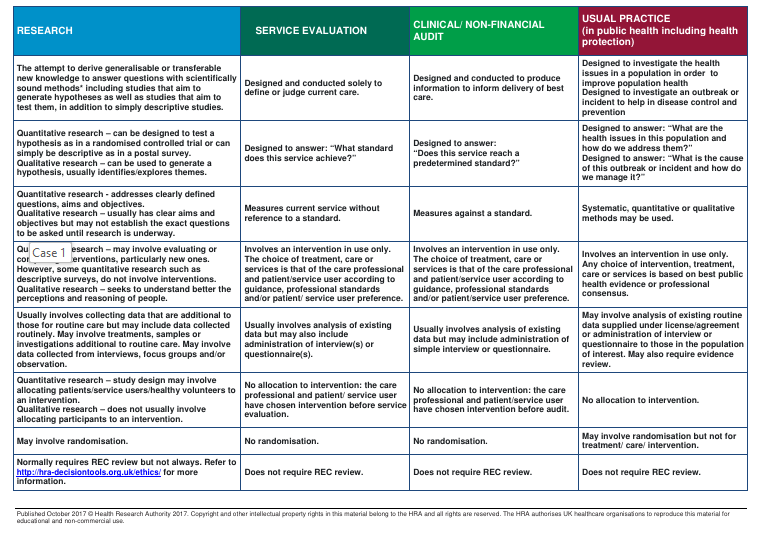 RESEARCH
SERVICE EVALUATION
CLINICAL/ NON-FINANCIAL
AUDIT
USUAL PRACTICE
(in public health including health
protection)
The attempt to derive generalisable or transferable
new knowledge to answer questions with scientifically
sound methods* including studies that aim to
generate hypotheses as well as studies that aim to
test them, in addition to simply descriptive studies.
Designed and conducted solely to
define or judge current care.
Designed and conducted to produce
information to inform delivery of best
care.
Designed to investigate the health
issues in a population in order to
improve population health
Designed to investigate an outbreak or
incident to help in disease control and
prevention
Quantitative research – can be designed to test a
hypothesis as in a randomised controlled trial or can
simply be descriptive as in a postal survey.
Qualitative research – can be used to generate a
hypothesis, usually identifies/explores themes.
Designed to answer: “What standard
does this service achieve?”
Designed to answer:
“Does this service reach a
predetermined standard?”
Designed to answer: “What are the
health issues in this population and
how do we address them?”
Designed to answer: “What is the cause
of this outbreak or incident and how do
we manage it?”
Quantitative research - addresses clearly defined
questions, aims and objectives.
Qualitative research – usually has clear aims and
objectives but may not establish the exact questions
to be asked until research is underway.
Measures current service without
reference to a standard.
Measures against a standard.
Systematic, quantitative or qualitative
methods may be used.
research – may involve evaluating or
interventions, particularly new ones.
However, some quantitative research such as
descriptive surveys, do not involve interventions.
Qualitative research – seeks to understand better the
perceptions and reasoning of people.
Case 1
Involves an intervention in use only.
The choice of treatment, care or
services is that of the care professional
and patient/service user according to
guidance, professional standards
and/or patient/ service user preference.
Involves an intervention in use only.
The choice of treatment, care or
services is that of the care professional
and patient/service user according to
guidance, professional standards
and/or patient/service user preference.
Involves an intervention in use only.
Any choice of intervention, treatment,
care or services is based on best public
health evidence or professional
consensus.
Usually involves collecting data that are additional to
those for routine care but may include data collected
routinely. May involve treatments, samples or
investigations additional to routine care. May involve
data collected from interviews, focus groups and/or
observation.
Usually involves analysis of existing
data but may also include
administration of interview(s) or
questionnaire(s).
Usually involves analysis of existing
data but may include administration of
simple interview or questionnaire.
May involve analysis of existing routine
data supplied under license/agreement
or administration of interview or
questionnaire to those in the population
of interest. May also require evidence
review.
Quantitative research – study design may involve
allocating patients/service users/healthy volunteers to
an intervention.
Qualitative research – does not usually involve
allocating participants to an intervention.
No allocation to intervention: the care
professional and patient/ service user
have chosen intervention before service
evaluation.
No allocation to intervention: the care
professional and patient/service user
have chosen intervention before audit.
No allocation to intervention.
May involve randomisation.
No randomisation.
No randomisation.
May involve randomisation but not for
treatment/ care/ intervention.
Normally requires REC review but not always. Refer to
http://hra-decisiontools.org.uk/ethics/ for more
information.
Does not require REC review.
Does not require REC review.
Does not require REC review.
Published October 2017 © Health Research Authority 2017. Copyright and other intellectual property rights in this material belong to the HRA and all rights are reserved. The HRA authorises UK healthcare organisations to reproduce this material for
educational and non-commercial use.